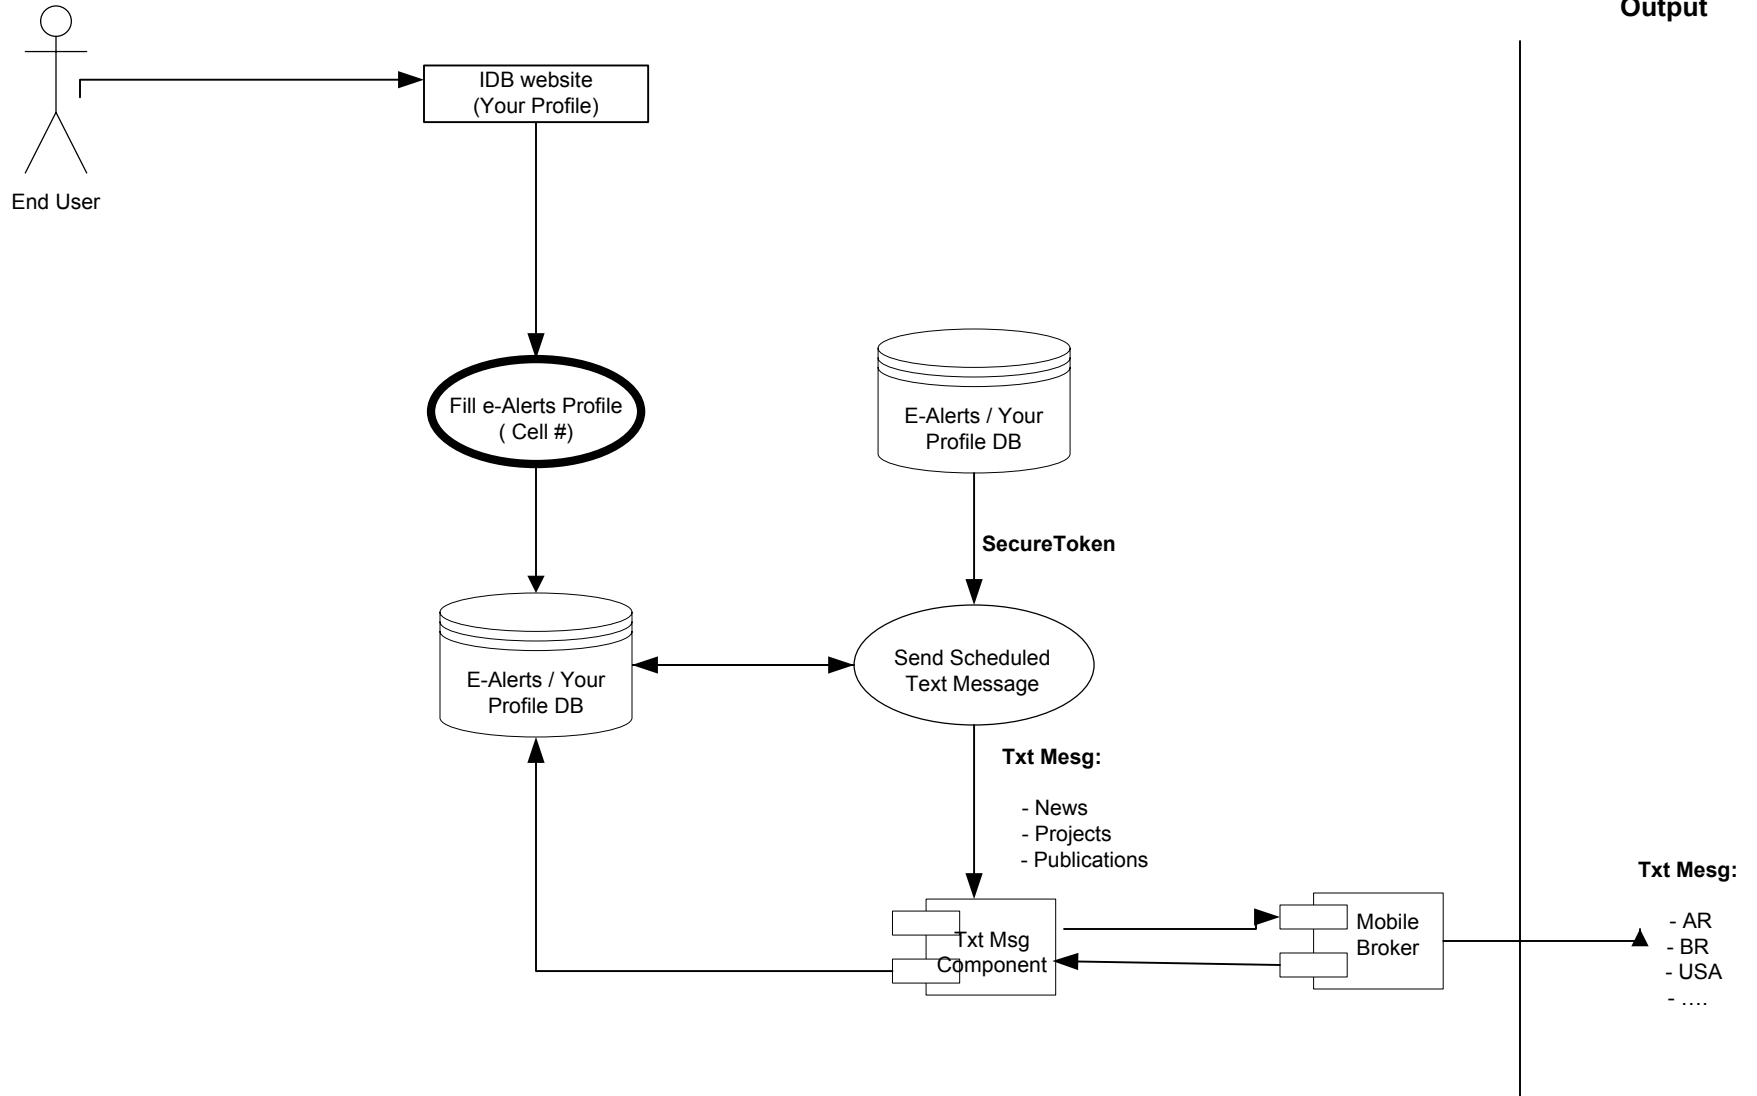 Output
IDB website
(Your Profile)
End User
Fill e-Alerts Profile
( Cell #)
E-Alerts / Your
Profile DB
SecureToken
Send Scheduled
Text Message
E-Alerts / Your
Profile DB
Txt Mesg:
- News
- Projects
- Publications
Txt Msg
Component
Mobile
Broker
Txt Mesg:
- AR
- BR
- USA
- ....